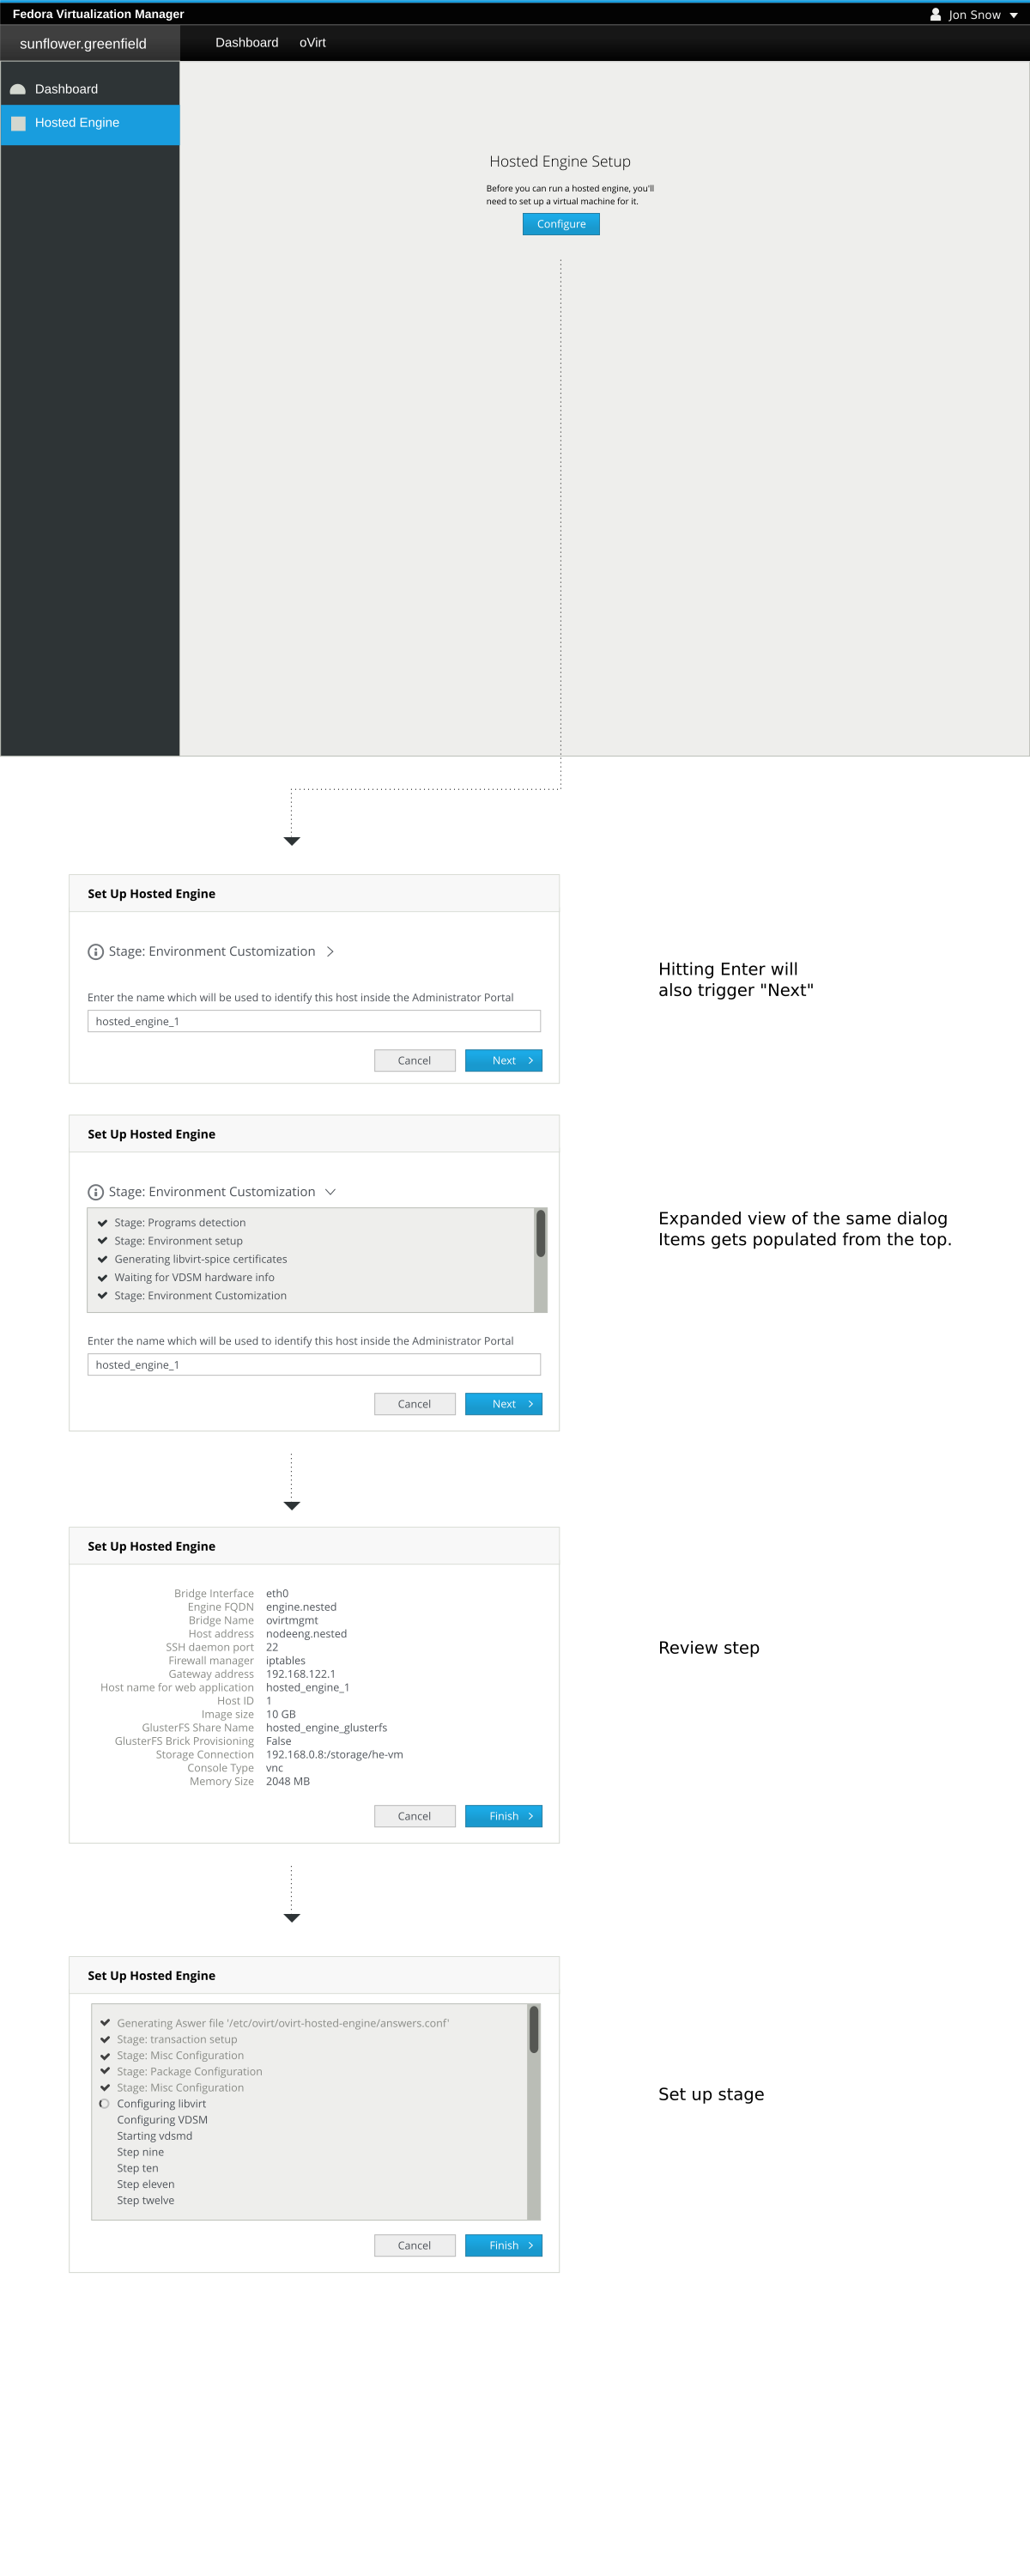 Fedora Virtualization Manager
Jon Snow
sunflower.greenfield
Dashboard
oVirt
Dashboard
Hosted Engine
Hosted Engine Setup
Before you can run a hosted engine, you'll
need to set up a virtual machine for it.
Configure
Set Up Hosted Engine
Stage: Environment Customization
Enter the name which will be used to identify this host inside the Administrator Portal
hosted_engine_1
Cancel
Next
Hitting Enter will
also trigger "Next"
Set Up Hosted Engine
Stage: Environment Customization
Stage: Programs detection
Stage: Environment setup
Generating libvirt-spice certificates
Waiting for VDSM hardware info
Stage: Environment Customization
Enter the name which will be used to identify this host inside the Administrator Portal
hosted_engine_1
Cancel
Next
Expanded view of the same dialog
Items gets populated from the top.
Set Up Hosted Engine
Bridge Interface eth0
Engine FQDN engine.nested
Bridge Name ovirtmgmt
Host address nodeeng.nested
SSH daemon port 22
Firewall manager iptables
Gateway address 192.168.122.1
Host name for web application hosted_engine_1
Host ID 1
Image size 10 GB
GlusterFS Share Name hosted_engine_glusterfs
GlusterFS Brick Provisioning False
Storage Connection 192.168.0.8:/storage/he-vm
Console Type vnc
Memory Size 2048 MB
Cancel
Finish
Review step
Set Up Hosted Engine
Generating Aswer file '/etc/ovirt/ovirt-hosted-engine/answers.conf'
Stage: transaction setup
Stage: Misc Configuration
Stage: Package Configuration
Stage: Misc Configuration
Configuring libvirt
Configuring VDSM
Starting vdsmd
Step nine
Step ten
Step eleven
Step twelve
Cancel
Finish
Set up stage